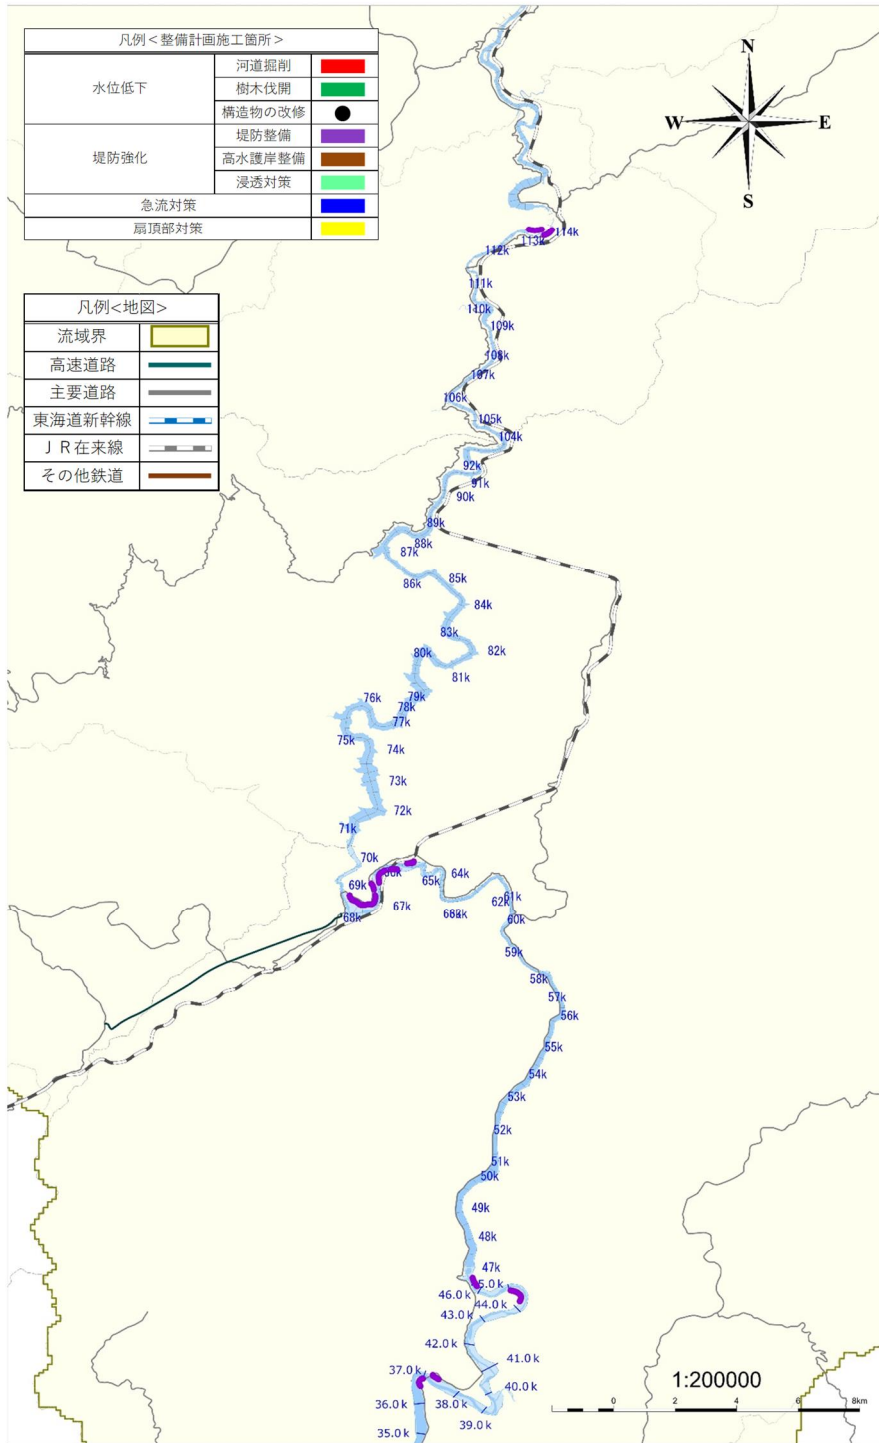 凡例＜整備計画施工箇所＞
水位低下
河道掘削
樹木伐開
構造物の改修
堤防強化
堤防整備
高水護岸整備
浸透対策
急流対策
扇頂部対策
凡例<地図>
流域界
高速道路
主要道路
東海道新幹線
ＪＲ在来線
その他鉄道
N
W
E
S
114k
113k
112k
111k
110k
109k
108k
107k
106k
105k
104k
92k
91k
90k
89k
88k
87k
86k
85k
84k
83k
82k
81k
80k
79k
78k
77k
76k
75k
74k
73k
72k
71k
70k
69k
68k
67k
65k
64k
62k
61k
60k
59k
58k
57k
56k
55k
54k
53k
52k
51k
50k
49k
48k
47k
5.0k
46.0k
44.0k
43.0k
42.0k
41.0k
40.0k
39.0k
38.0k
37.0k
36.0k
35.0k
1:200000
0 2 4 6 8km